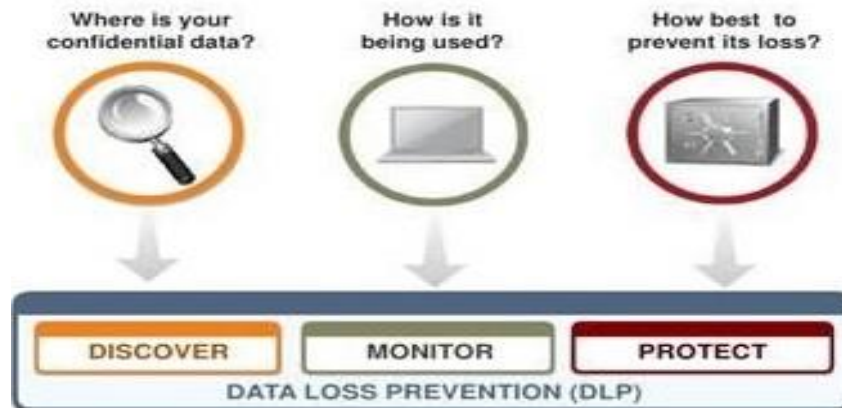 Where is your
confidential data?
How is it
being used?
How best to
prevent its loss?
DISCOVER
MONITOR
PROTECT
DATA LOSS PREVENTION (DLP)